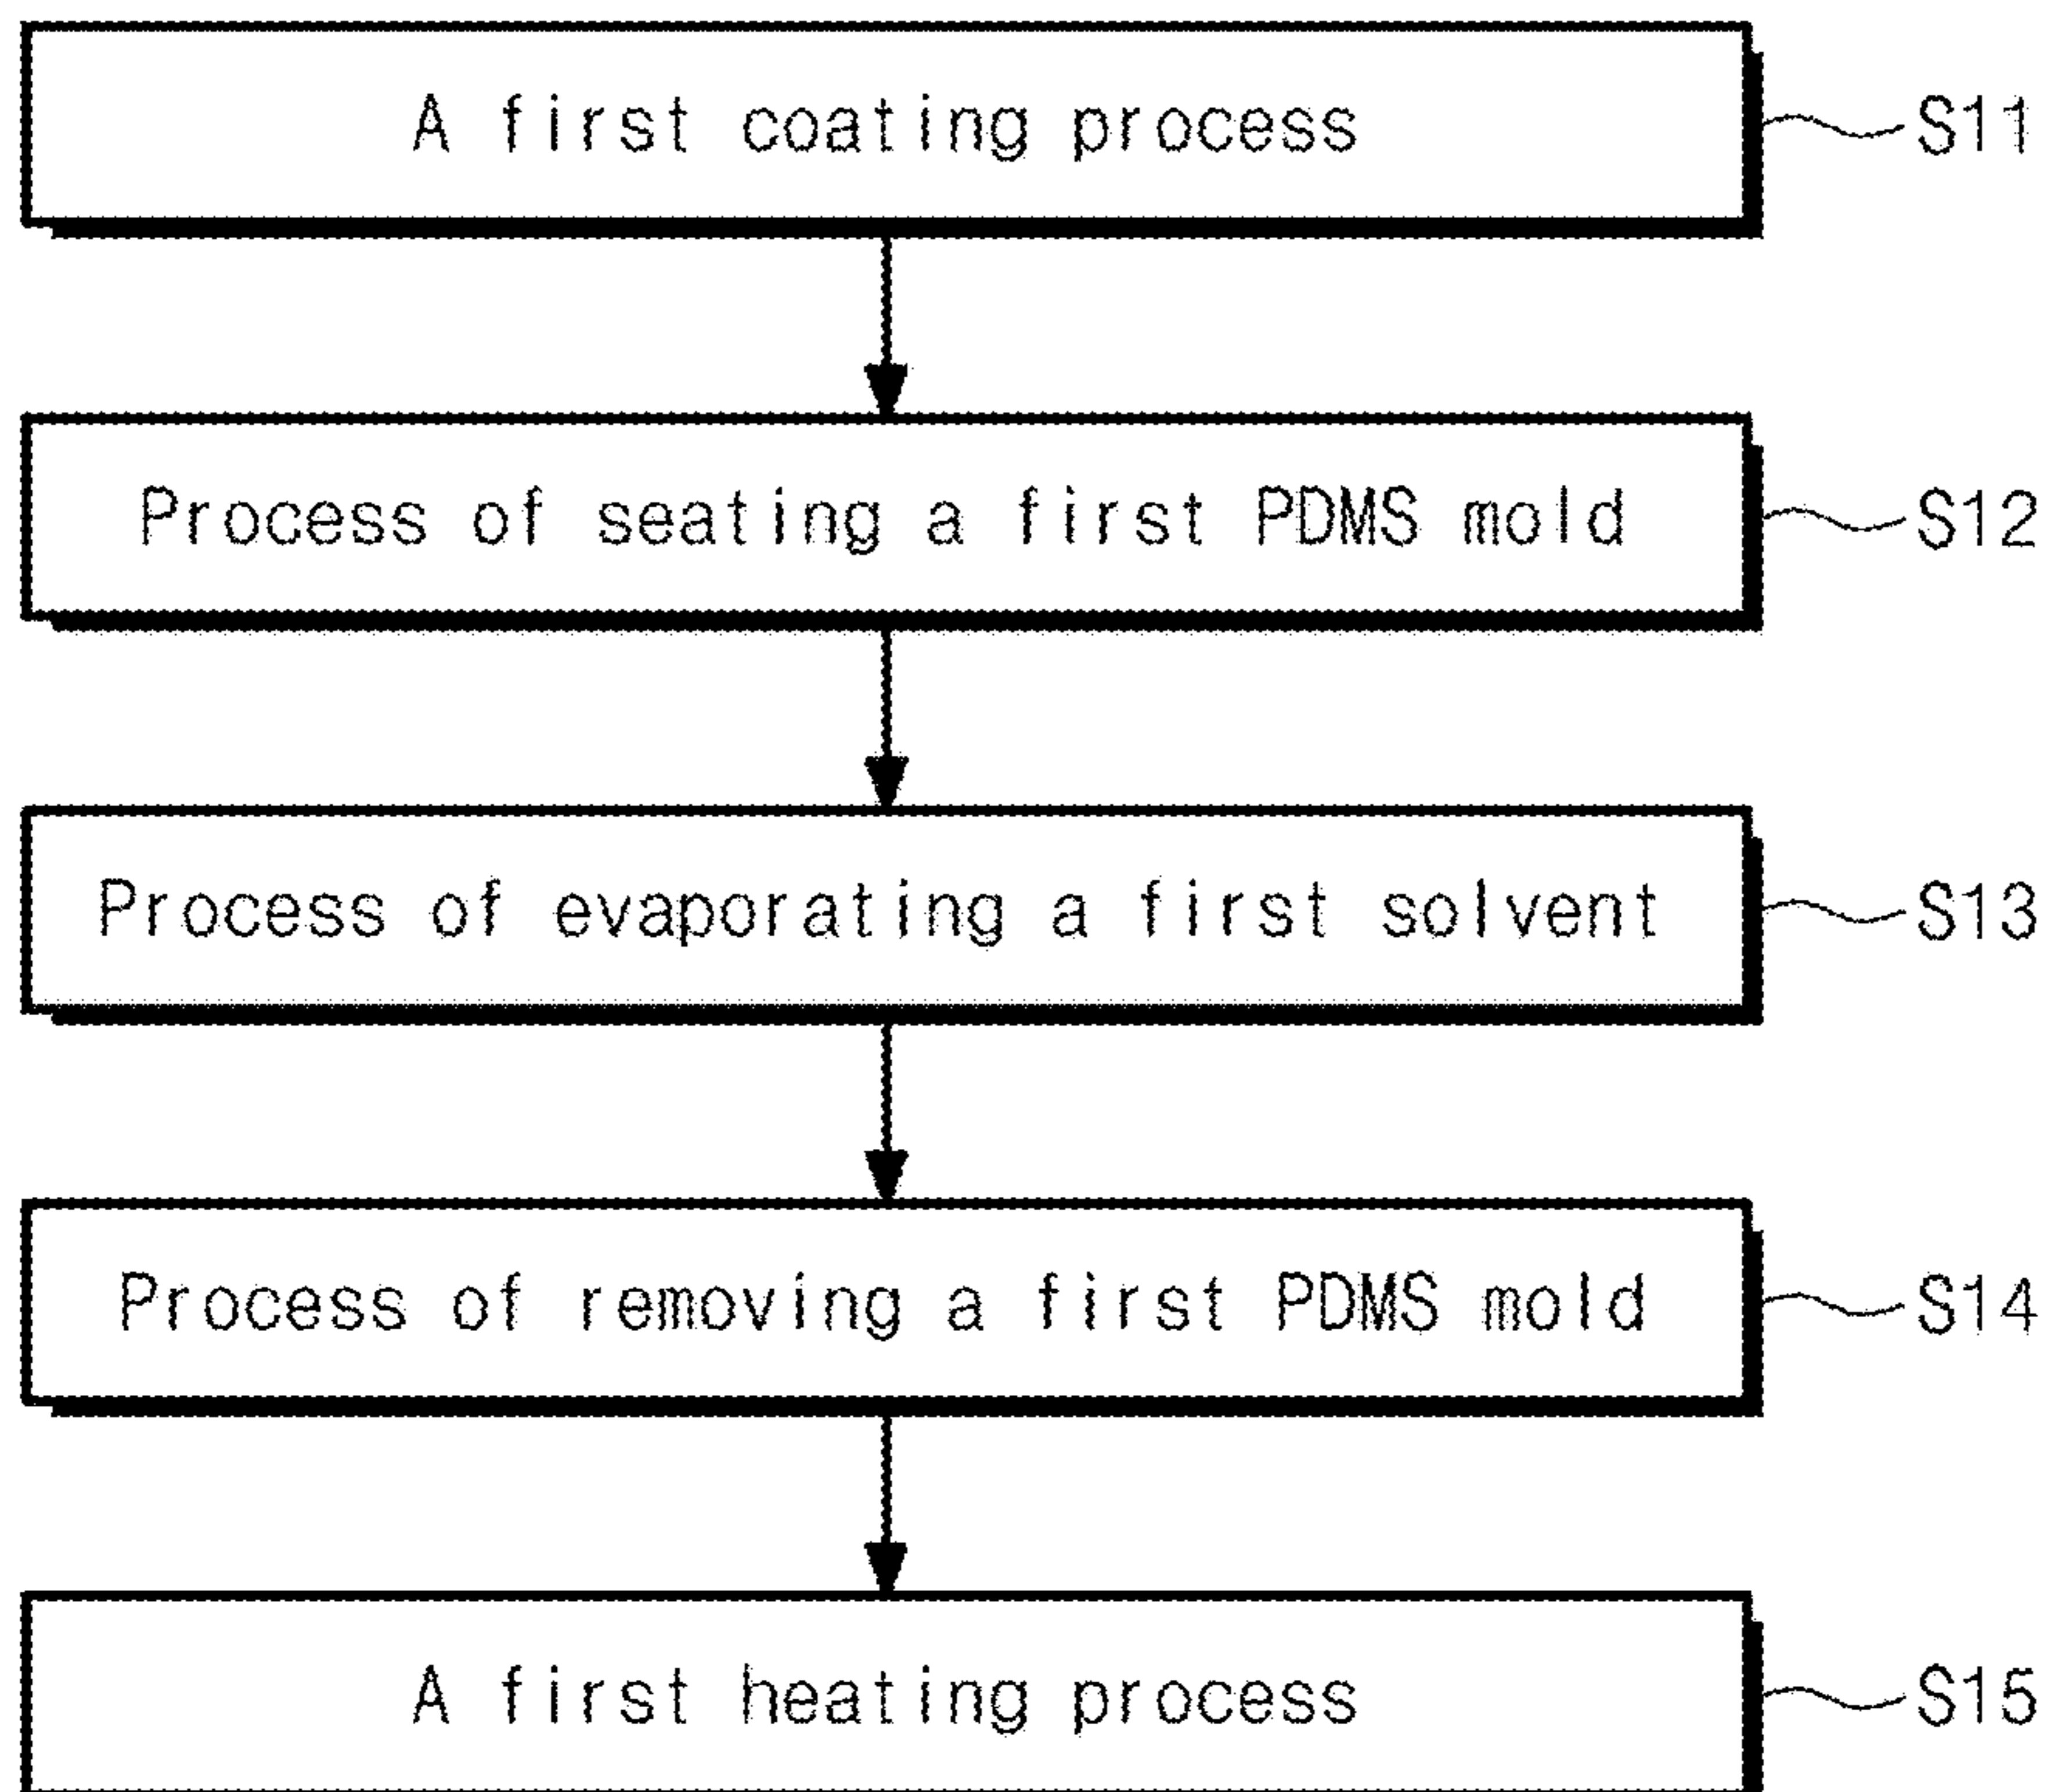 A first coating process S11
Process of seating a first PDMS mold S12
Process of evaporating a first solvent S13
Process of removing a first PDMS mold S14
A first heating process S15